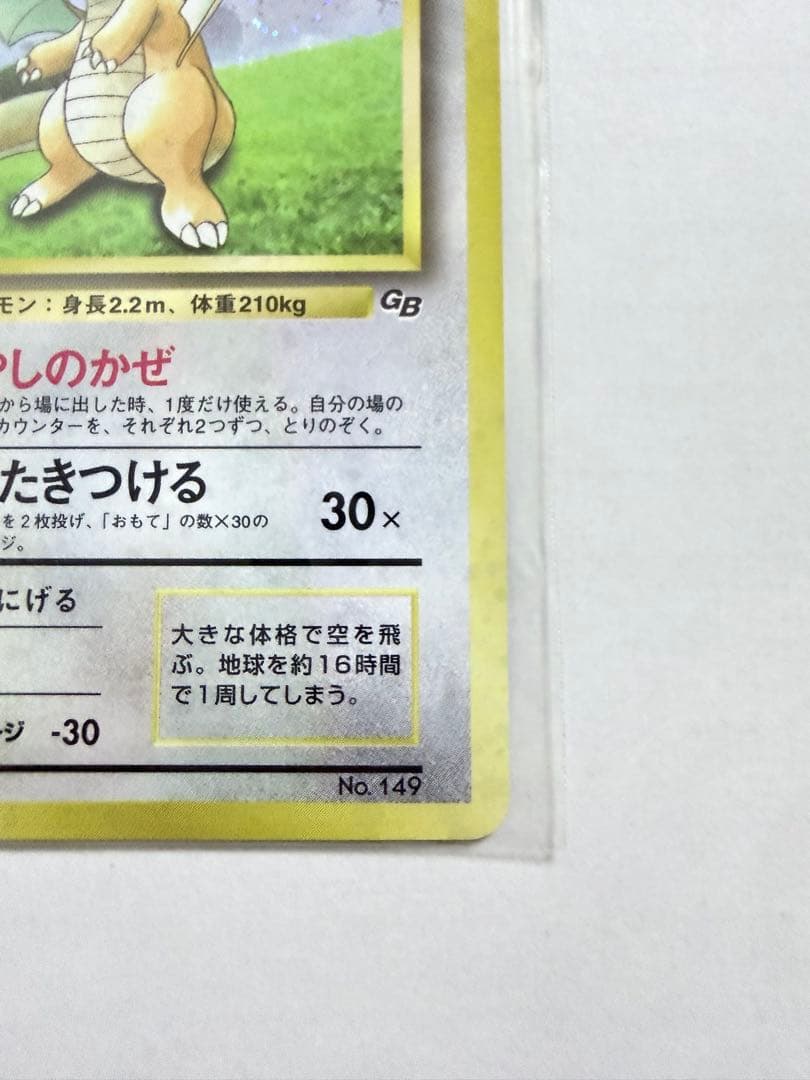 モン：身長2.2m、体重210kg GB
しのかぜ
から場に出した時、1度だけ使える。自分の場の
カウンターを、それぞれ2つずつ、とりのぞく。
たきつける 30×
を2枚投げ、「おもて」の数×30の
ジ。
にげる
大きな体格で空を飛
ぶ。地球を約16時間
で1周してしまう。
ジ -30
No. 149